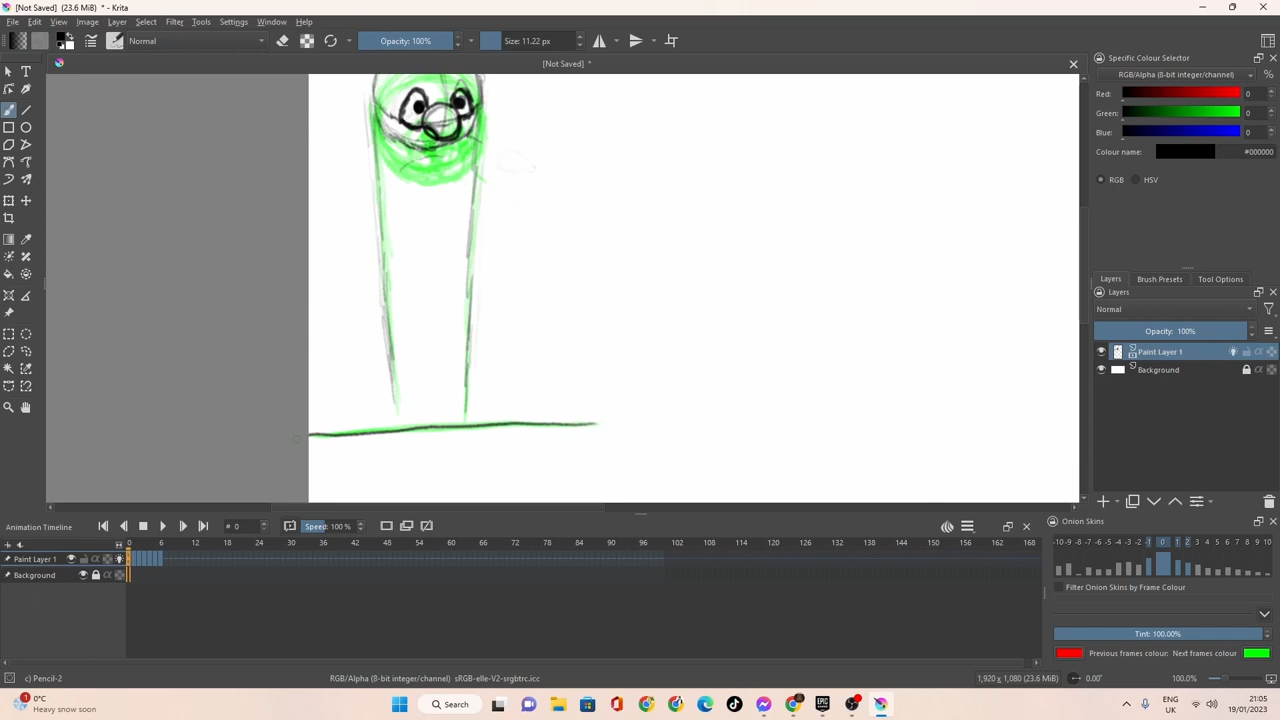 [Not Saved] (23.6 MiB) * - Krita
File Edit View Image Layer Select Filter Tools Settings Window Help
Normal Opacity: 100% Size: 11.22 px
[Not Saved] *
Specific Colour Selector
RGB/Alpha (8-bit integer/channel) %
Red: 0
Green: 0
Blue: 0
Colour name: #000000
RGB HSV
Layers Brush Presets Tool Options
Layers
Normal
Opacity: 100%
Paint Layer 1
Background
Animation Timeline # 0 Speed: 100 %
0 6 12 18 24 30 36 42 48 54 60 66 72 78 84 90 96 102 108 114 120 126 132 138 144 150 156 162 168
Paint Layer 1
Background
Onion Skins
-10 -9 -8 -7 -6 -5 -4 -3 -2 -1 0 1 2 3 4 5 6 7 8 9 10
Filter Onion Skins by Frame Colour
Tint: 100.00%
Previous frames colour: Next frames colour:
c) Pencil-2 RGB/Alpha (8-bit integer/channel) sRGB-elle-V2-srgbtrc.icc 1,920 x 1,080 (23.6 MiB) 0.00° 100.0%
1 0°C
Heavy snow soon
Search
ENG
UK
21:05
19/01/2023